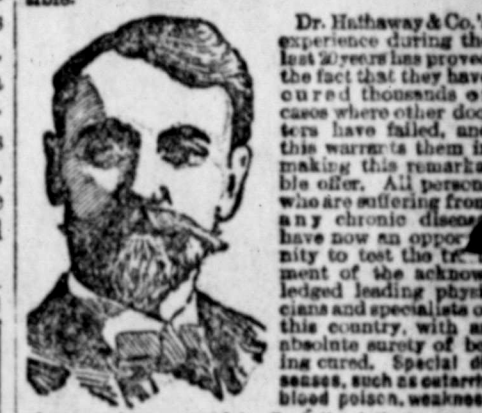 Dr. Hathaway & Co.'s
experience during the
last 20 years has proved
the fact that they have
cured thousands of
cases where other doc
tors have failed, and
this warrants them in
making this remarka
ble offer. All person
who are suffering from
any chronic diseas
have now an oppor
nity to test the
ment of the acknow
ledged leading physi
cians and specialists o
this country, with a
absolute surety of be
ing cured. Special d
seases, such as catarrh
blood poison, weakness